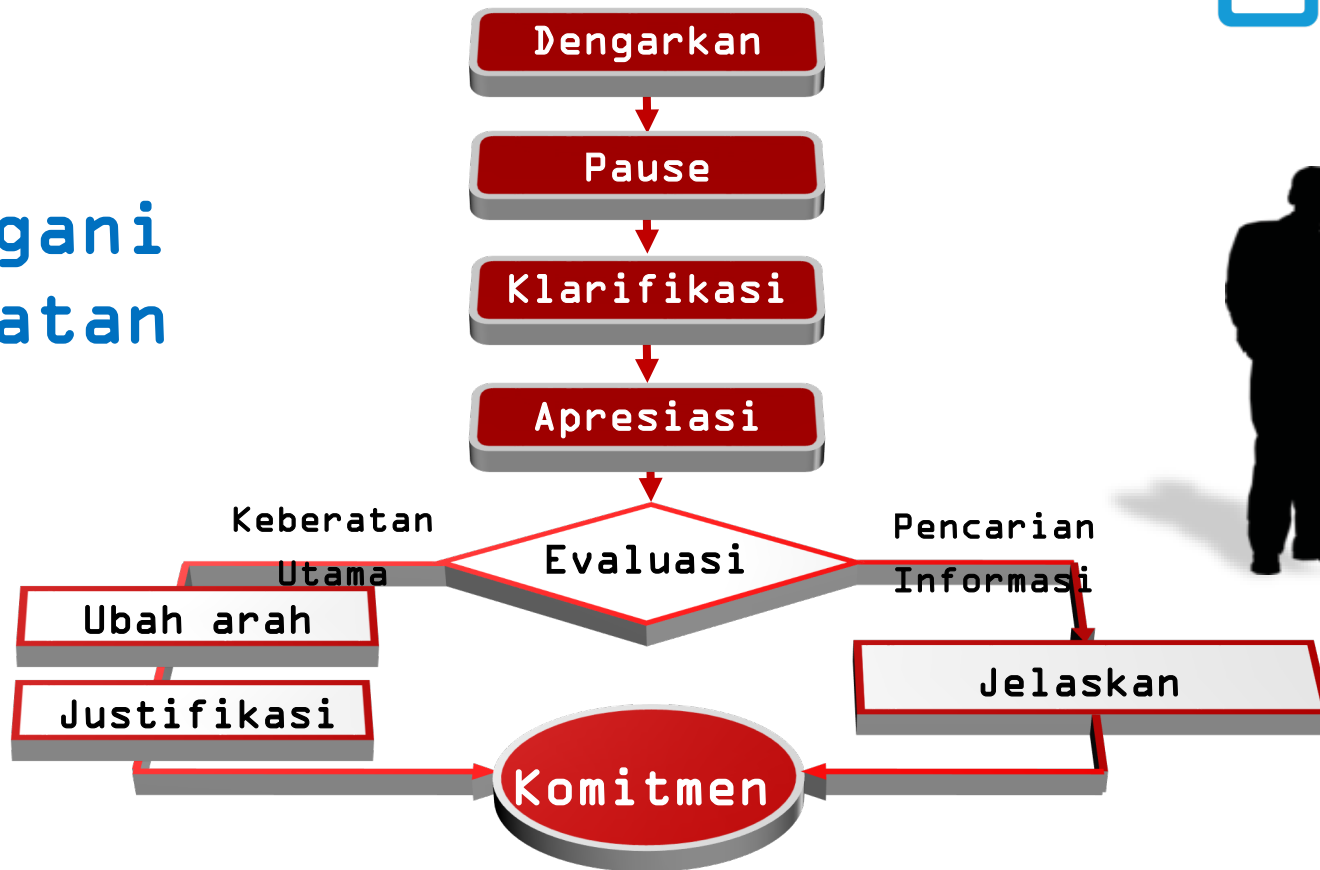 Dengarkan
Pause
gani
Klarifikasi
atan
Apresiasi
Keberatan
Utama
Evaluasi
Pencarian
Informasi
Ubah arah
Jelaskan
Justifikasi
Komitmen